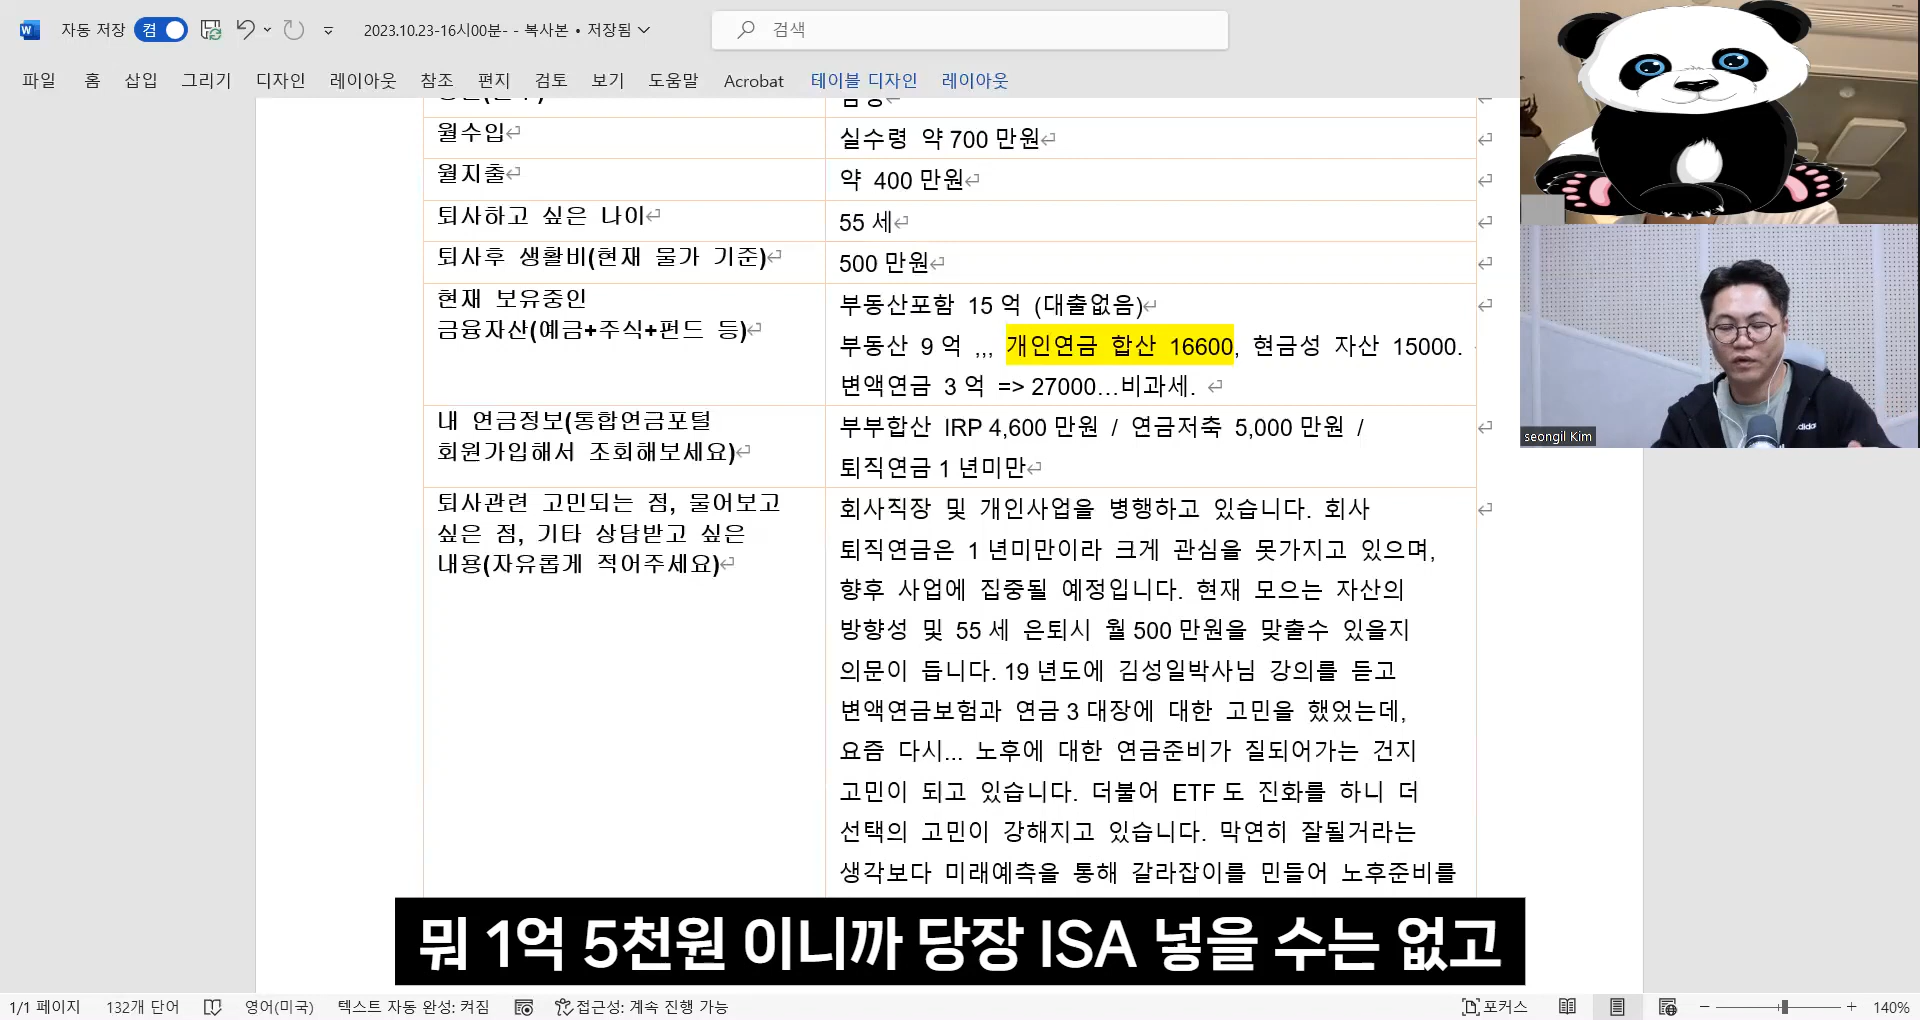 자동 저장 켬 2023.10.23-16시00분- - 복사본 • 저장됨 검색
파일 홈 삽입 그리기 디자인 레이아웃 참조 편지 검토 보기 도움말 Acrobat 테이블 디자인 레이아웃
월수입
실수령 약 700 만원
월지출
약 400 만원
퇴사하고 싶은 나이
55 세
퇴사후 생활비(현재 물가 기준)
500 만원
현재 보유중인
금융자산(예금+주식+펀드 등)
부동산포함 15 억 (대출없음)
부동산 9 억 ,,, 개인연금 합산 16600, 현금성 자산 15000.
변액연금 3 억 => 27000...비과세.
내 연금정보(통합연금포털
회원가입해서 조회해보세요)
부부합산 IRP 4,600 만원 / 연금저축 5,000 만원 /
퇴직연금 1 년미만
퇴사관련 고민되는 점, 물어보고
싶은 점, 기타 상담받고 싶은
내용(자유롭게 적어주세요)
회사직장 및 개인사업을 병행하고 있습니다. 회사
퇴직연금은 1 년미만이라 크게 관심을 못가지고 있으며,
향후 사업에 집중될 예정입니다. 현재 모으는 자산의
방향성 및 55 세 은퇴시 월 500 만원을 맞출수 있을지
의문이 듭니다. 19 년도에 김성일박사님 강의를 듣고
변액연금보험과 연금 3 대장에 대한 고민을 했었는데,
요즘 다시... 노후에 대한 연금준비가 질되어가는 건지
고민이 되고 있습니다. 더불어 ETF 도 진화를 하니 더
선택의 고민이 강해지고 있습니다. 막연히 잘될거라는
생각보다 미래예측을 통해 갈라잡이를 민들어 노후준비를
seongil Kim
뭐 1억 5천원 이니까 당장 ISA 넣을 수는 없고
1/1 페이지 132개 단어 영어(미국) 텍스트 자동 완성: 켜짐 접근성: 계속 진행 가능 포커스 140%